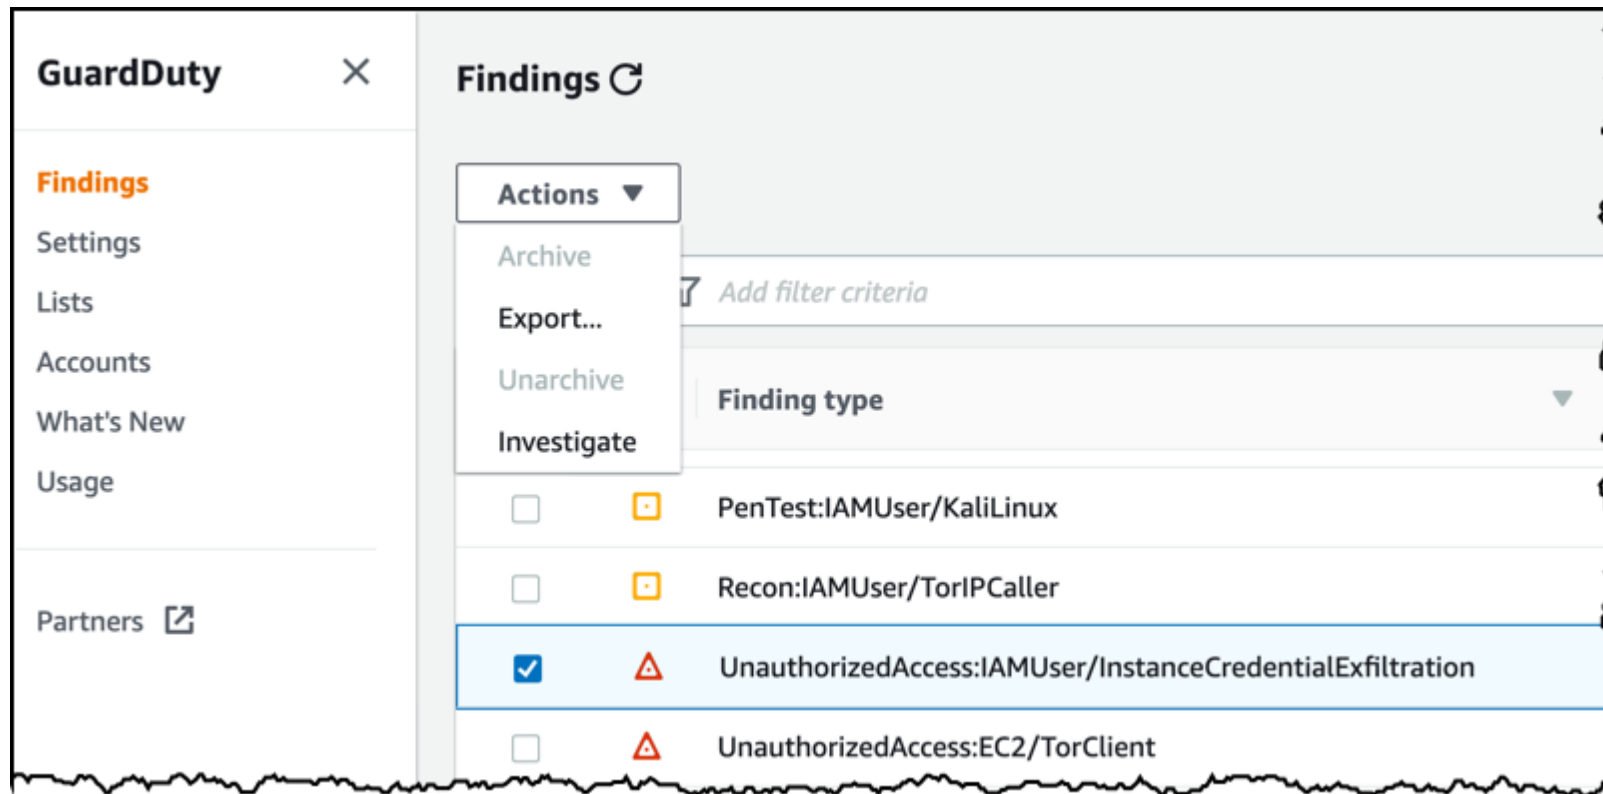 GuardDuty
Findings
Settings
Lists
Accounts
What's New
Usage
Partners
Findings
Actions
Archive
Export...
Unarchive
Investigate
Add filter criteria
Finding type
PenTest:IAMUser/KaliLinux
Recon:IAMUser/TorIPCaller
UnauthorizedAccess:IAMUser/InstanceCredentialExfiltration
UnauthorizedAccess:EC2/TorClient